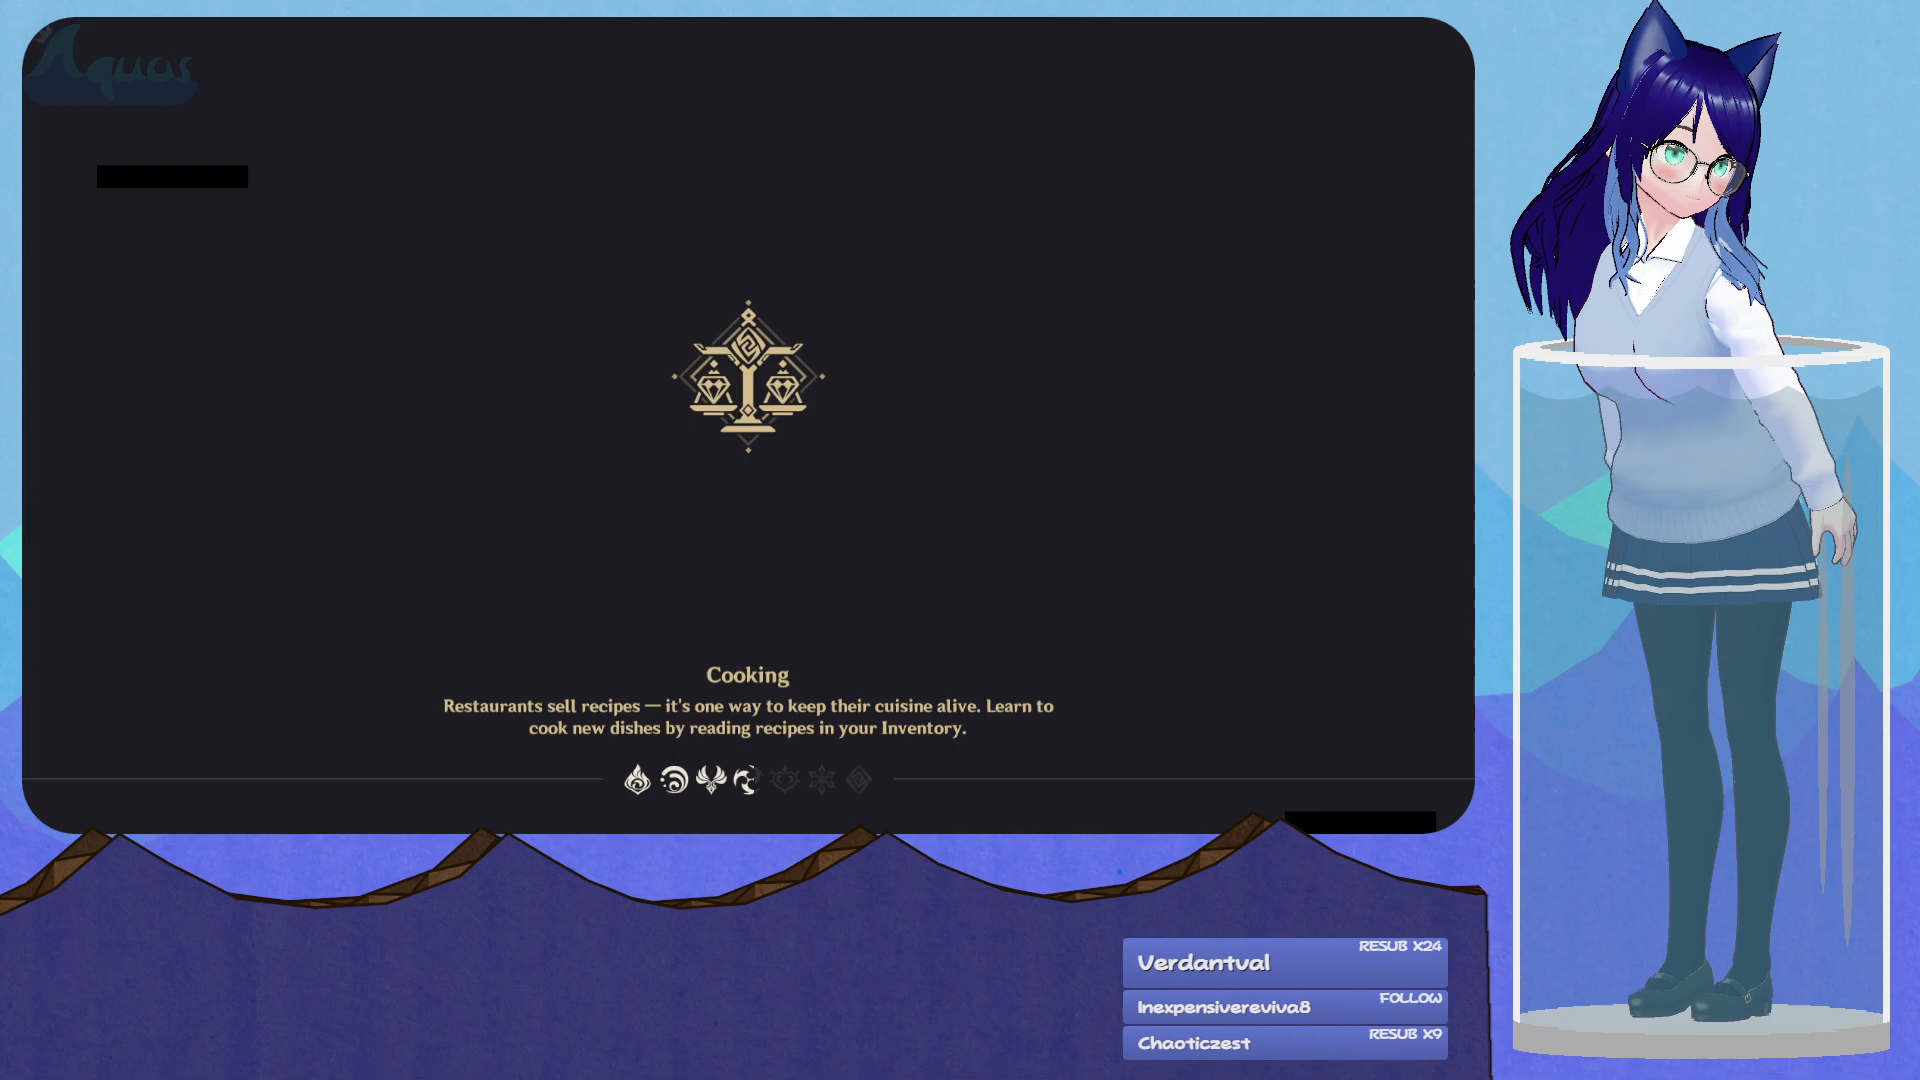 Aquos
Cooking
Restaurants sell recipes — it's one way to keep their cuisine alive. Learn to
cook new dishes by reading recipes in your Inventory.
RESUB X24
Verdantval
FOLLOW
Inexpensivereviva8
RESUB X9
Chaoticzest